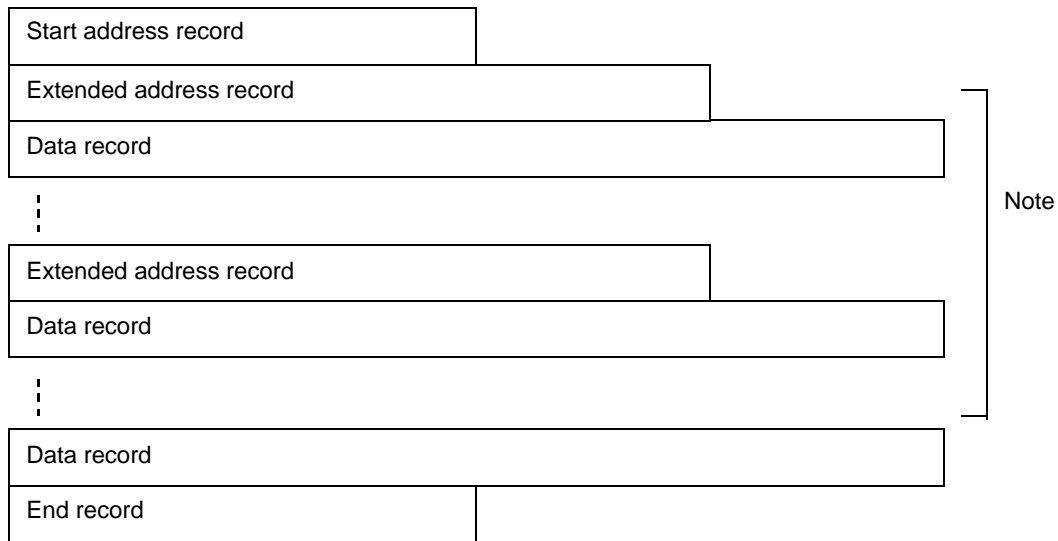 Start address record
Extended address record
Data record
Note
Extended address record
Data record
Data record
End record